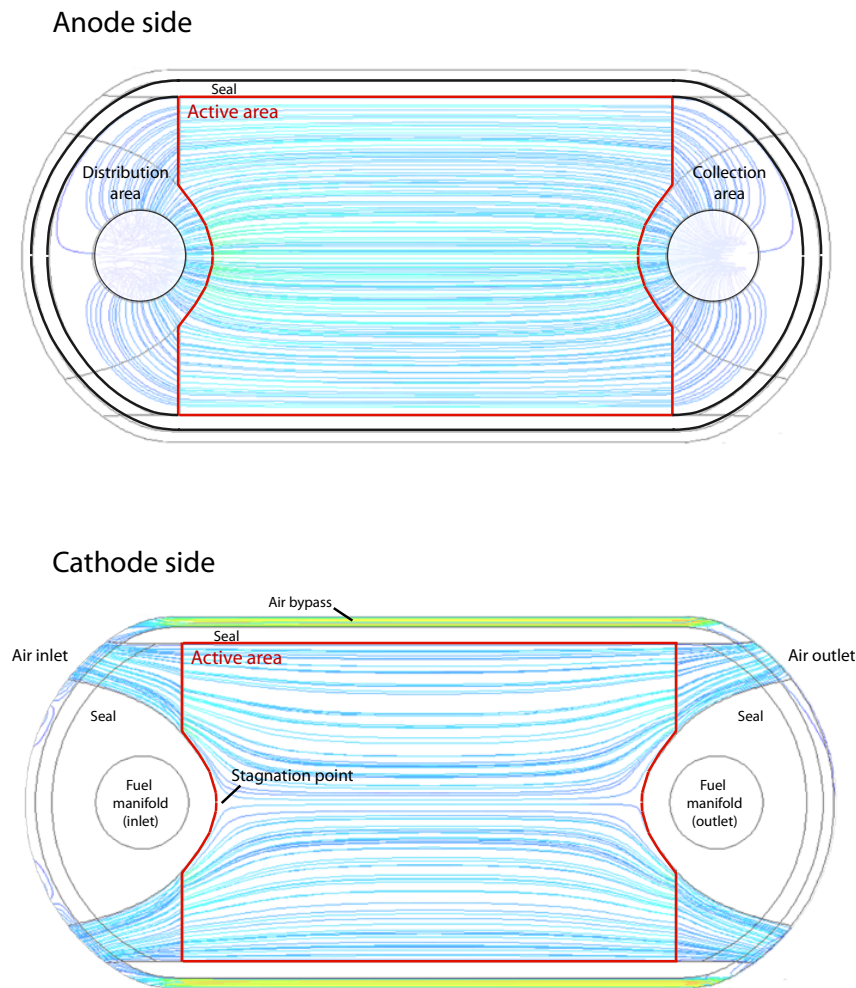 Anode side
Seal
Active area
Distribution
area
Collection
area
Cathode side
Air bypass
Seal
Air inlet
Active area
Air outlet
Seal
Seal
Stagnation point
Fuel
manifold
(inlet)
Fuel
manifold
(outlet)